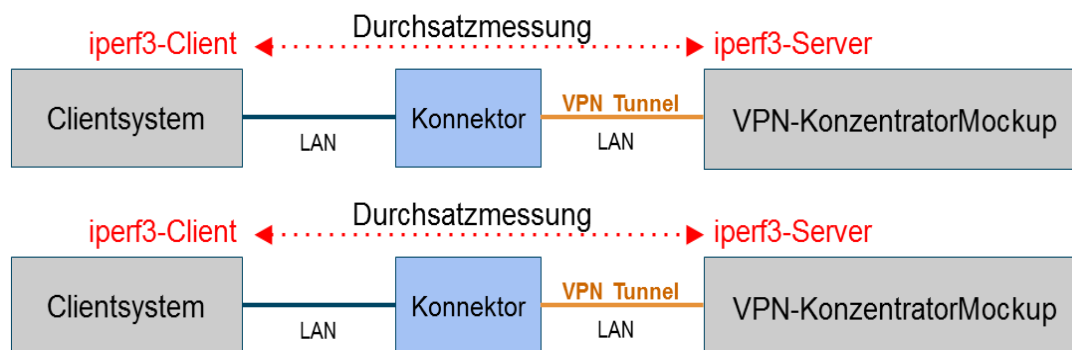 Durchsatzmessung
iperf3-Client
iperf3-Server
Clientsystem
LAN
Konnektor
VPN Tunnel
LAN
VPN-KonzentratorMockup
Durchsatzmessung
iperf3-Client
iperf3-Server
Clientsystem
LAN
Konnektor
VPN Tunnel
LAN
VPN-KonzentratorMockup